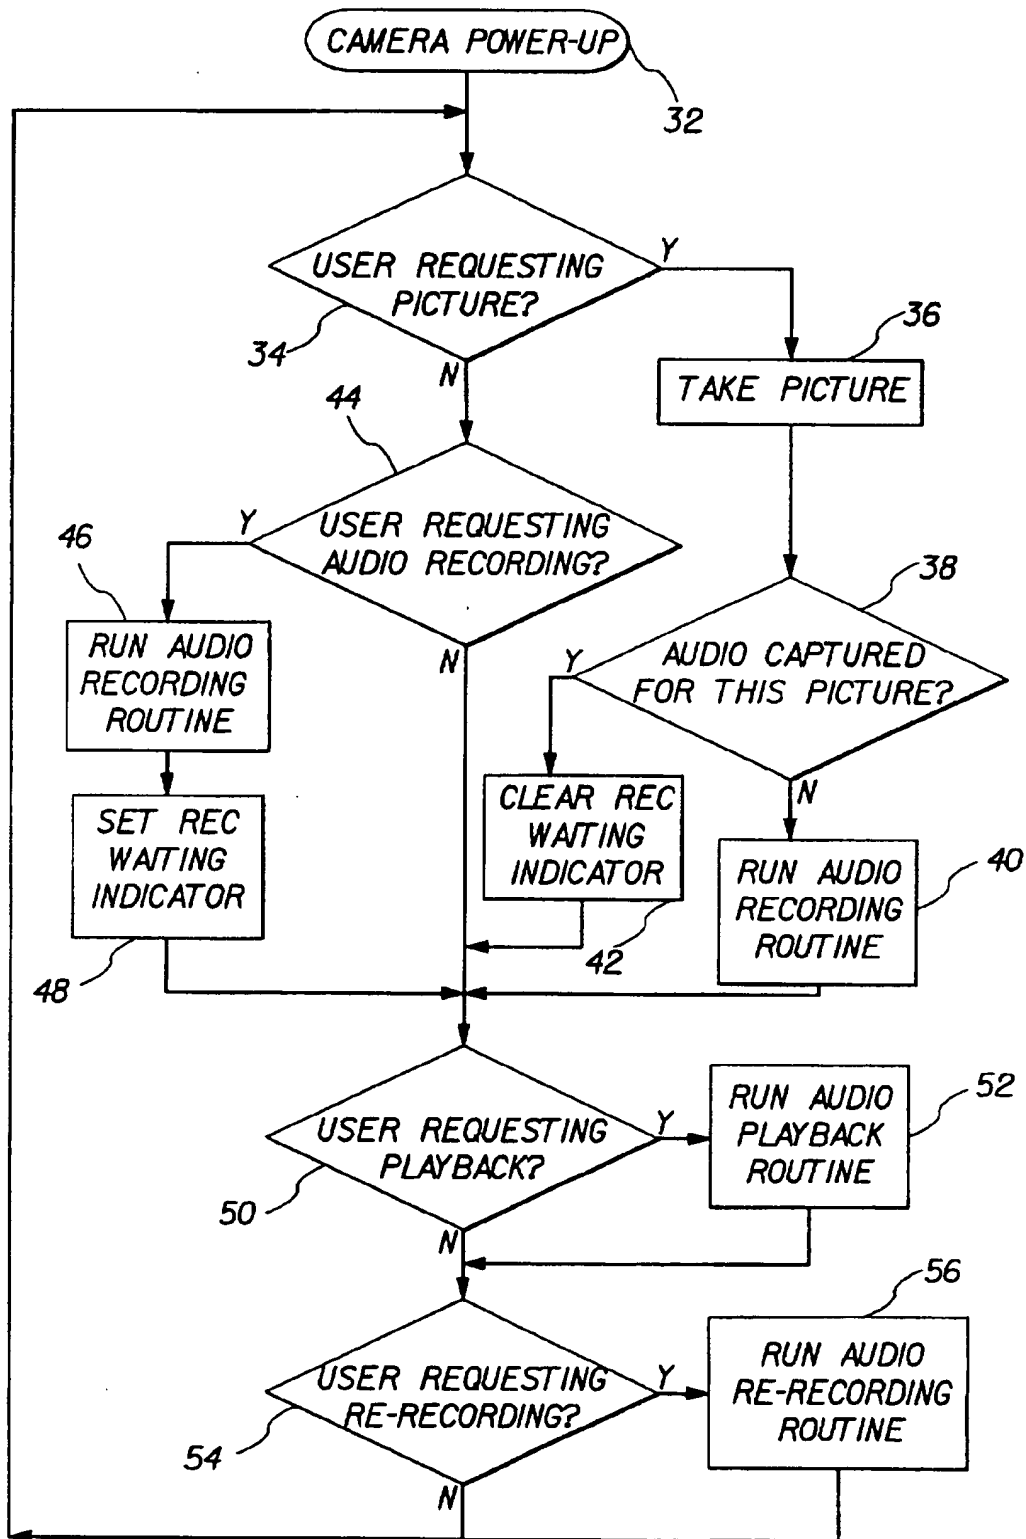 CAMERA POWER-UP
32
USER REQUESTING
PICTURE?
Y
34
N
36
TAKE PICTURE
44
USER REQUESTING
AUDIO RECORDING?
Y
N
46
RUN AUDIO
RECORDING
ROUTINE
38
AUDIO CAPTURED
FOR THIS PICTURE?
Y
N
SET REC
WAITING
INDICATOR
48
CLEAR REC
WAITING
INDICATOR
42
RUN AUDIO
RECORDING
ROUTINE
40
USER REQUESTING
PLAYBACK?
Y
50
N
RUN AUDIO
PLAYBACK
ROUTINE
52
USER REQUESTING
RE-RECORDING?
Y
54
N
56
RUN AUDIO
RE-RECORDING
ROUTINE